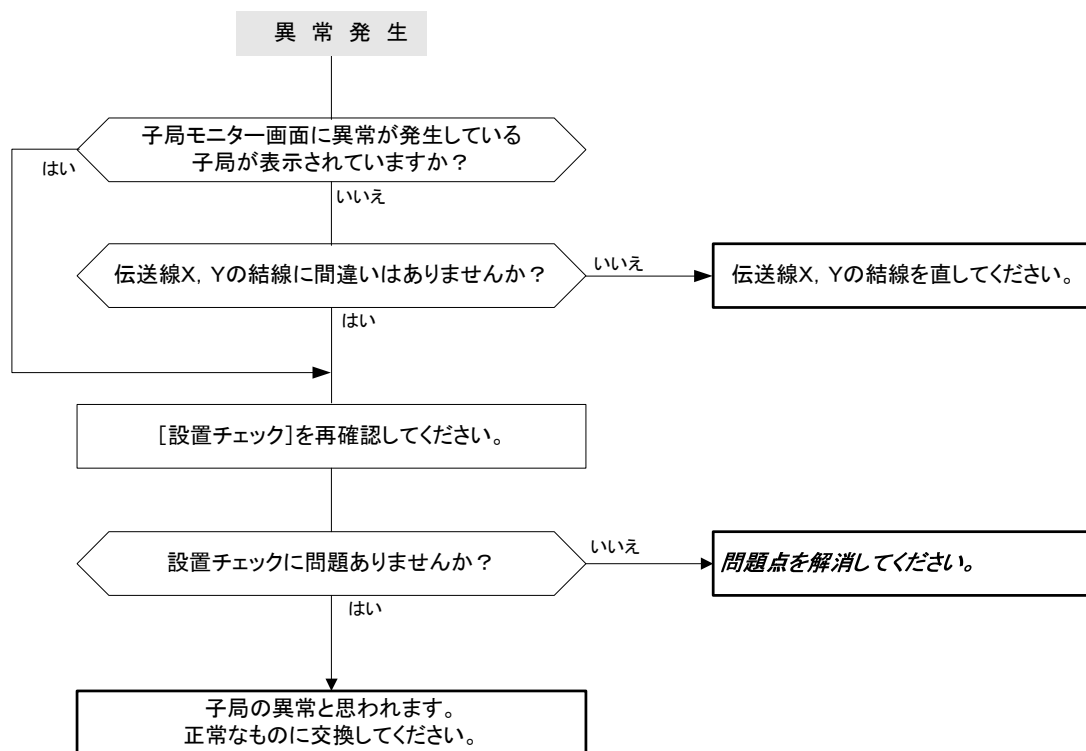 異 常 発 生
子局モニター画面に異常が発生している
子局が表示されていますか？
はい
いいえ
伝送線X，Yの結線に間違いはありませんか？
いいえ
伝送線X，Yの結線を直してください。
はい
［設置チェック］を再確認してください。
設置チェックに問題ありませんか？
いいえ
問題点を解消してください。
はい
子局の異常と思われます。
正常なものに交換してください。